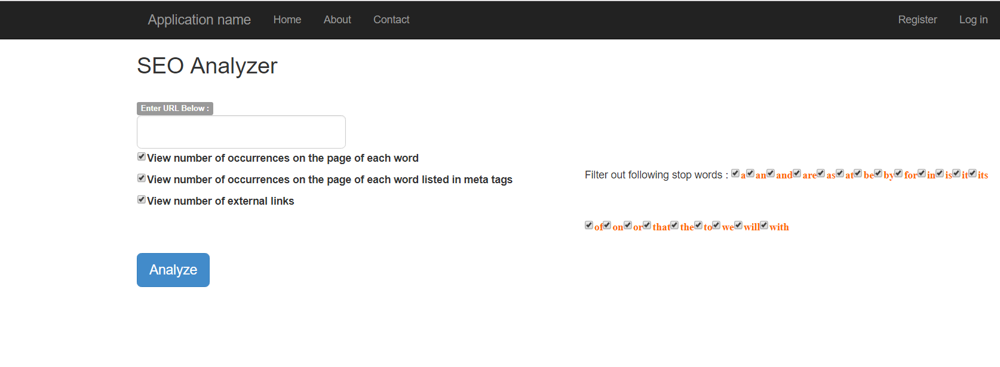 Application name Home About Contact Register Log in
SEO Analyzer
Enter URL Below :
View number of occurrences on the page of each word
View number of occurrences on the page of each word listed in meta tags
View number of external links
Filter out following stop words : a an and are as at be by for in is it its
of on or that the to we will with
Analyze